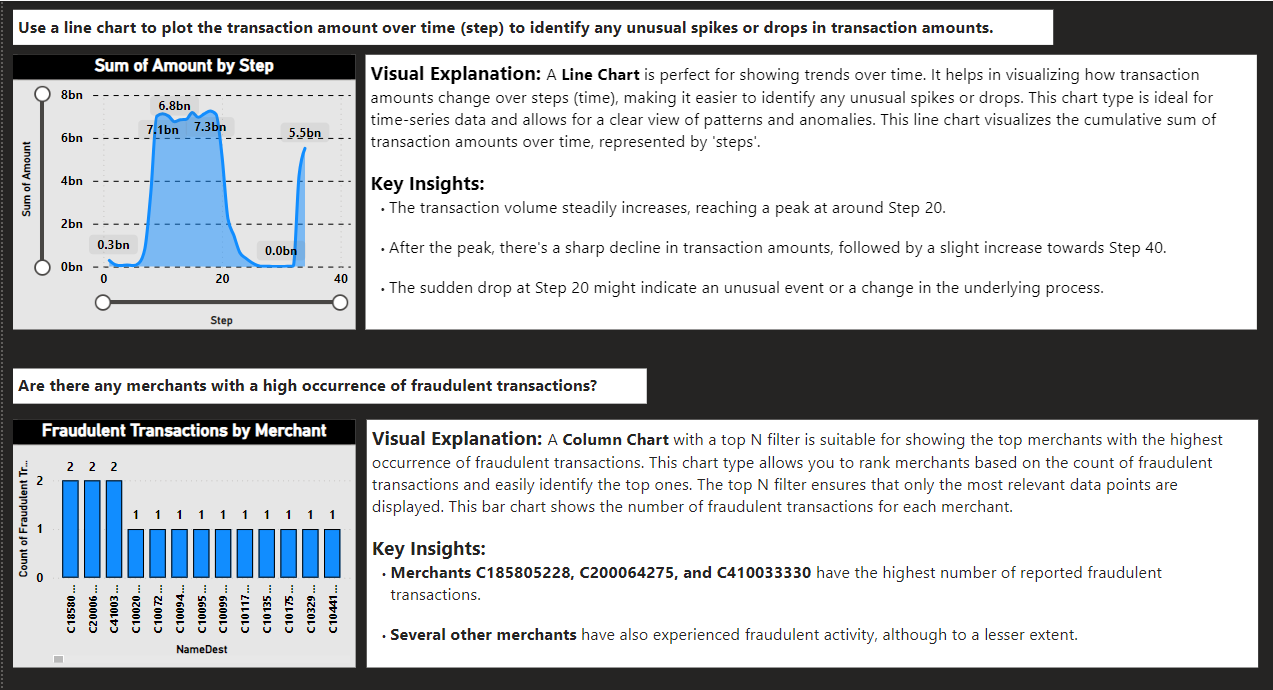 Use a line chart to plot the transaction amount over time (step) to identify any unusual spikes or drops in transaction amounts.
Sum of Amount by Step
8bn
6bn
4bn
2bn
0bn
Sum of Amount
0.3bn
7.1bn
6.8bn
7.3bn
0.0bn
5.5bn
0
20
40
Step
Visual Explanation: A Line Chart is perfect for showing trends over time. It helps in visualizing how transaction
amounts change over steps (time), making it easier to identify any unusual spikes or drops. This chart type is ideal for
time-series data and allows for a clear view of patterns and anomalies. This line chart visualizes the cumulative sum of
transaction amounts over time, represented by 'steps'.
Key Insights:
• The transaction volume steadily increases, reaching a peak at around Step 20.
• After the peak, there's a sharp decline in transaction amounts, followed by a slight increase towards Step 40.
• The sudden drop at Step 20 might indicate an unusual event or a change in the underlying process.
Are there any merchants with a high occurrence of fraudulent transactions?
Fraudulent Transactions by Merchant
Count of Fraudulent Tr...
2
1
0
2 2 2 1 1 1 1 1 1 1 1 1 1
C18580...
C20006...
C41003...
C10020...
C10072...
C10094...
C10095...
C10099...
C10117...
C10135...
C10175...
C10329...
C10441...
NameDest
Visual Explanation: A Column Chart with a top N filter is suitable for showing the top merchants with the highest
occurrence of fraudulent transactions. This chart type allows you to rank merchants based on the count of fraudulent
transactions and easily identify the top ones. The top N filter ensures that only the most relevant data points are
displayed. This bar chart shows the number of fraudulent transactions for each merchant.
Key Insights:
• Merchants C185805228, C200064275, and C410033330 have the highest number of reported fraudulent
transactions.
• Several other merchants have also experienced fraudulent activity, although to a lesser extent.